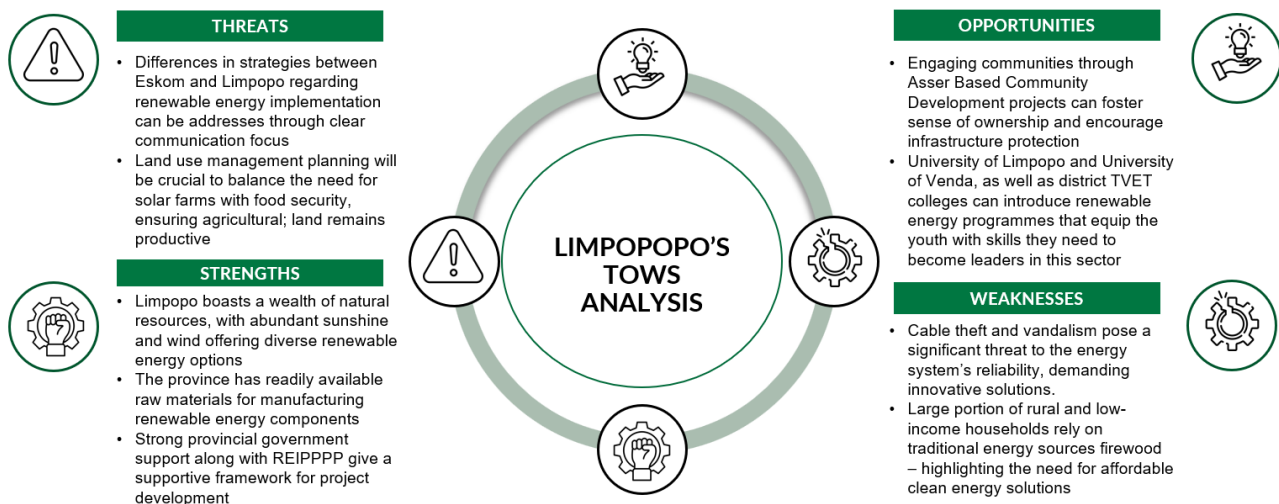 THREATS
• Differences in strategies between
Eskom and Limpopo regarding
renewable energy implementation
can be addresses through clear
communication focus
• Land use management planning will
be crucial to balance the need for
solar farms with food security,
ensuring agricultural; land remains
productive
STRENGTHS
• Limpopo boasts a wealth of natural
resources, with abundant sunshine
and wind offering diverse renewable
energy options
• The province has readily available
raw materials for manufacturing
renewable energy components
• Strong provincial government
support along with REIPPPP give a
supportive framework for project
development
LIMPOPOPO'S
TOWS
ANALYSIS
OPPORTUNITIES
• Engaging communities through
Asser Based Community
Development projects can foster
sense of ownership and encourage
infrastructure protection
• University of Limpopo and University
of Venda, as well as district TVET
colleges can introduce renewable
energy programmes that equip the
youth with skills they need to
become leaders in this sector
WEAKNESSES
• Cable theft and vandalism pose a
significant threat to the energy
system's reliability, demanding
innovative solutions.
• Large portion of rural and low-
income households rely on
traditional energy sources firewood
– highlighting the need for affordable
clean energy solutions